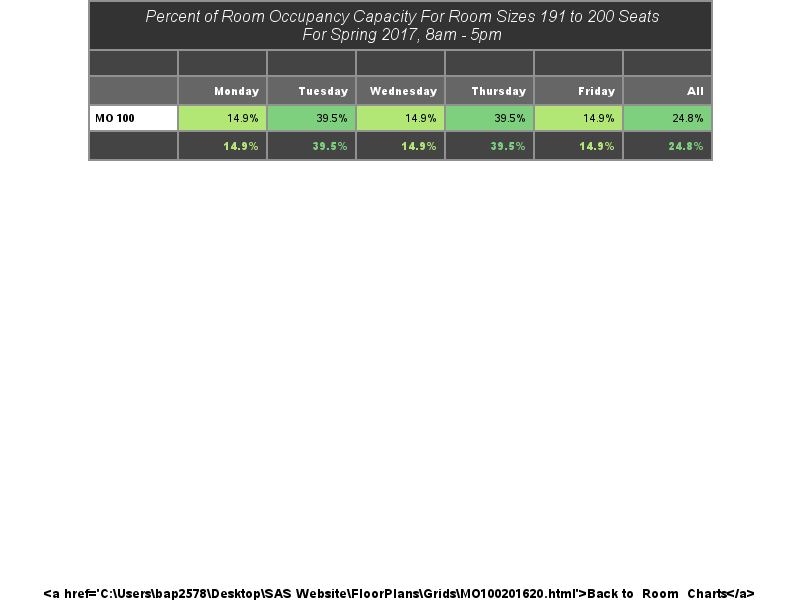 Percent of Room Occupancy Capacity For Room Sizes 191 to 200 Seats
For Spring 2017, 8am - 5pm
Monday Tuesday Wednesday Thursday Friday All
MO 100 14.9% 39.5% 14.9% 39.5% 14.9% 24.8%
14.9% 39.5% 14.9% 39.5% 14.9% 24.8%
<a href='C:\Users\bap2578\Desktop\SAS Website\FloorPlans\Grids\MO100201620.html'>Back to Room Charts</a>